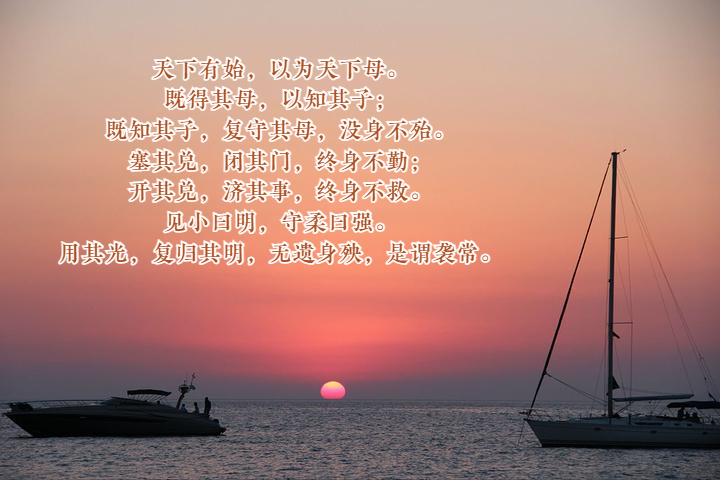 天下有始，以为天下母。
既得其母，以知其子；
既知其子，复守其母，没身不殆。
塞其兑，闭其门，终身不勤；
开其兑，济其事，终身不救。
见小曰明，守柔曰强。
用其光，复归其明，无遗身殃，是谓袭常。